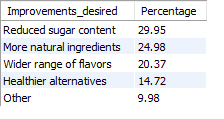 Improvements_desired Percentage
Reduced sugar content 29.95
More natural ingredients 24.98
Wider range of flavors 20.37
Healthier alternatives 14.72
Other 9.98